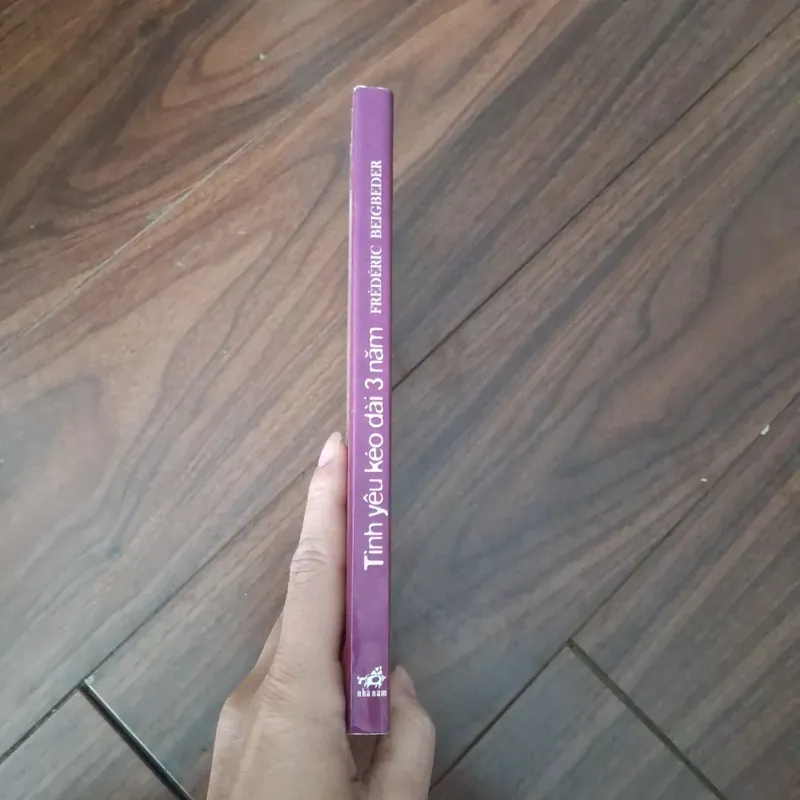 Tình yêu kéo dài 3 năm
FRÉDÉRIC BEIGBEDER
nhã nam